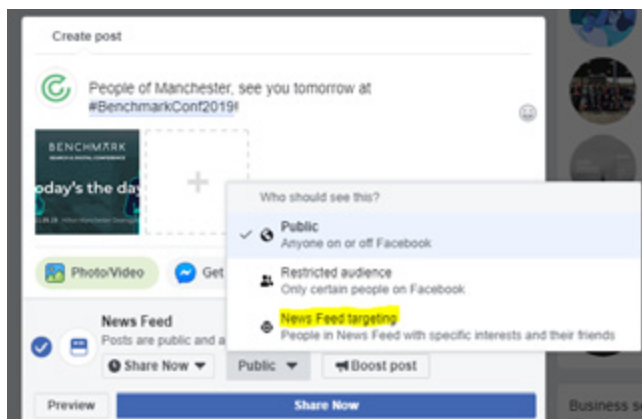 Create post
People of Manchester, see you tomorrow at
#BenchmarkConf2019!
BENCHMARK
SEARCH & DIGITAL CONFERENCE
oday's the day
Who should see this?
Public
Anyone on or off Facebook
Restricted audience
Only certain people on Facebook
News Feed targeting
People in News Feed with specific interests and their friends
Photo/Video
Get
News Feed
Posts are public and a
Share Now
Public
Boost post
Preview
Share Now
Business s